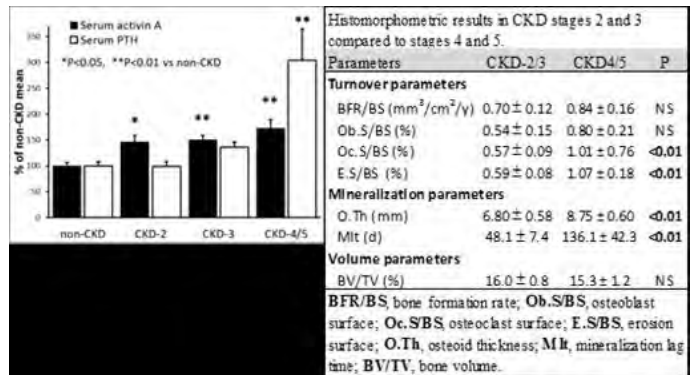 Serum activin A
Serum PTH
*P<0.05, **P<0.01 vs non-CKD
% of non-CKD mean
350
300
250
200
150
100
50
0
*
**
**
**
non-CKD CKD-2 CKD-3 CKD-4/5
Histomorphometric results in CKD stages 2 and 3
compared to stages 4 and 5.
Parameters CKD-2/3 CKD4/5 P
Turnover parameters
BFR/BS (mm³/cm²/y) 0.70 ± 0.12 0.84 ± 0.16 NS
Ob.S/BS (%) 0.54 ± 0.15 0.80 ± 0.21 NS
Oc.S/BS (%) 0.57 ± 0.09 1.01 ± 0.76 <0.01
E.S/BS (%) 0.59 ± 0.08 1.07 ± 0.18 <0.01
Mineralization parameters
O.Th (mm) 6.80 ± 0.58 8.75 ± 0.60 <0.01
Mlt (d) 48.1 ± 7.4 136.1 ± 42.3 <0.01
Volume parameters
BV/TV (%) 16.0 ± 0.8 15.3 ± 1.2 NS
BFR/BS, bone formation rate; Ob.S/BS, osteoblast
surface; Oc.S/BS, osteoclast surface; E.S/BS, erosion
surface; O.Th, osteoid thickness; Mlt, mineralization lag
time; BV/TV, bone volume.